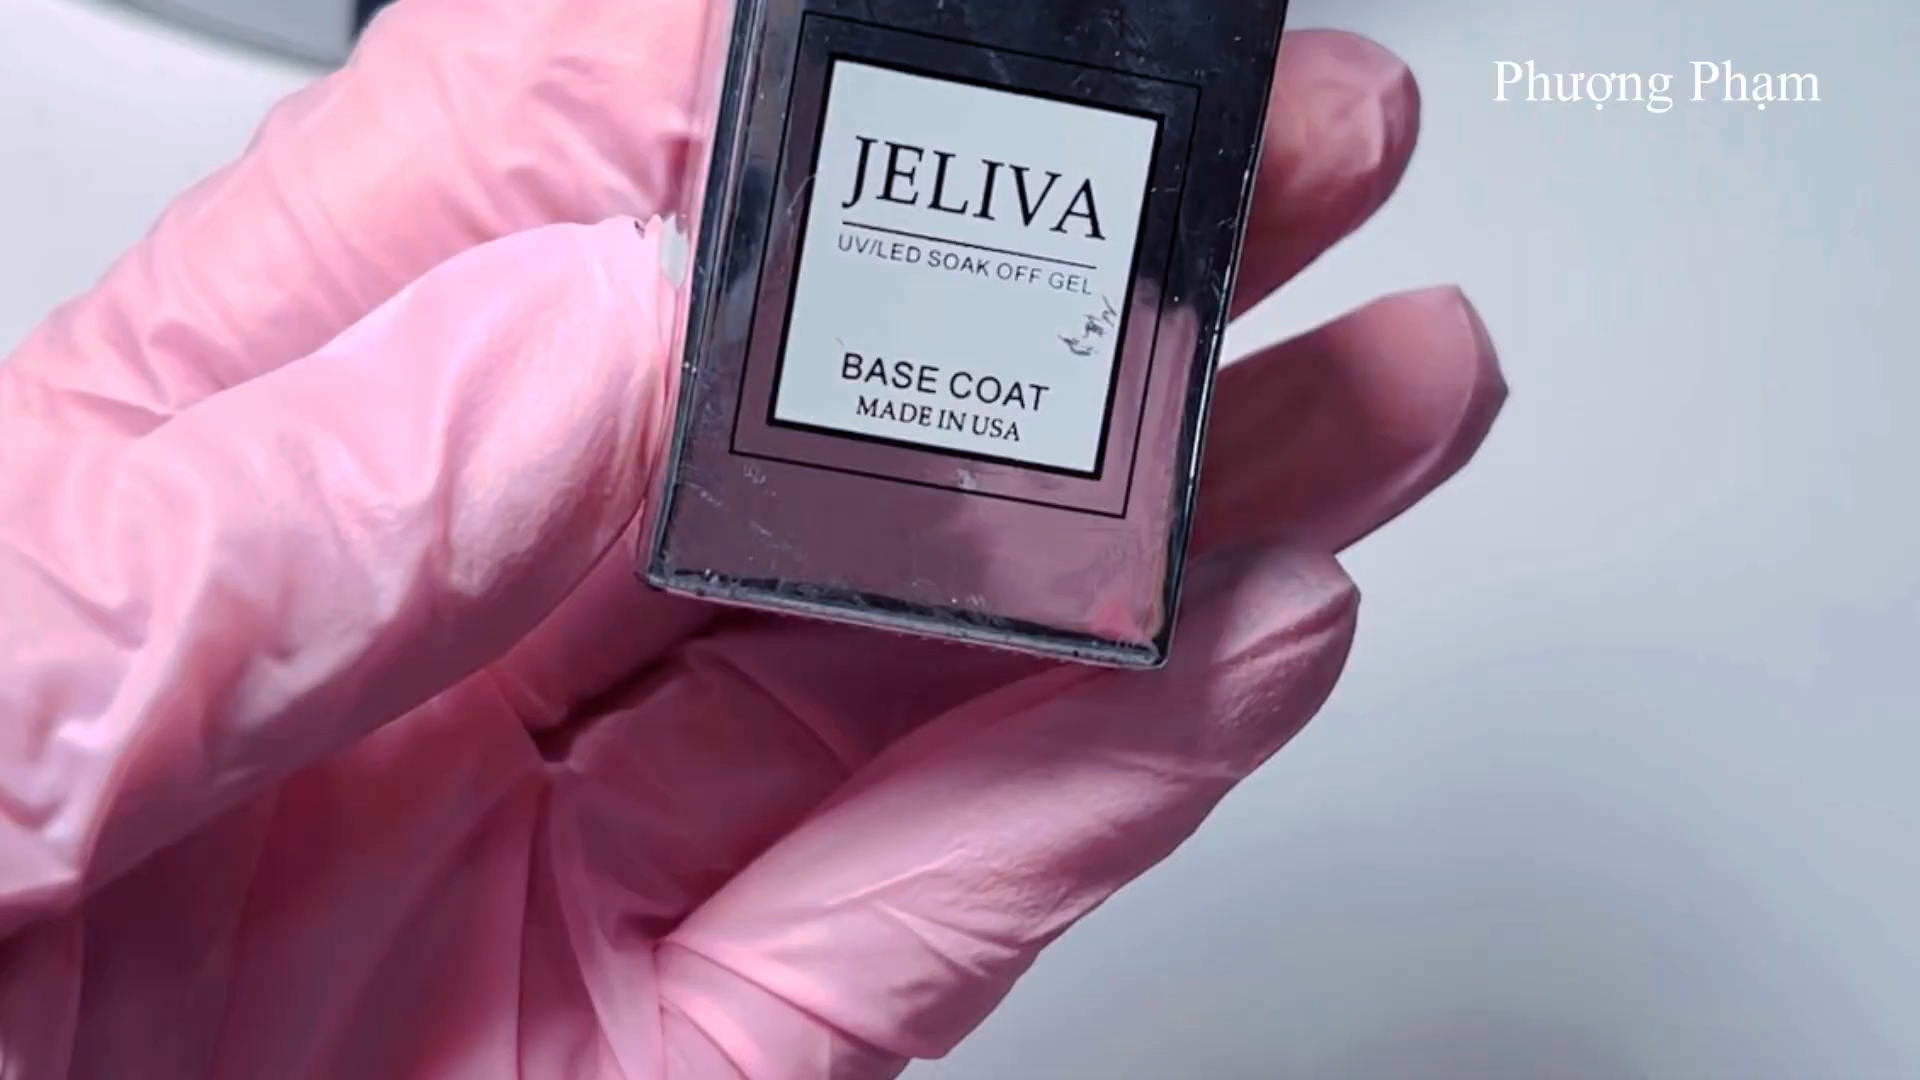 Phượng Phạm
JELIVA
UV/LED SOAK OFF GEL
BASE COAT
MADE IN USA